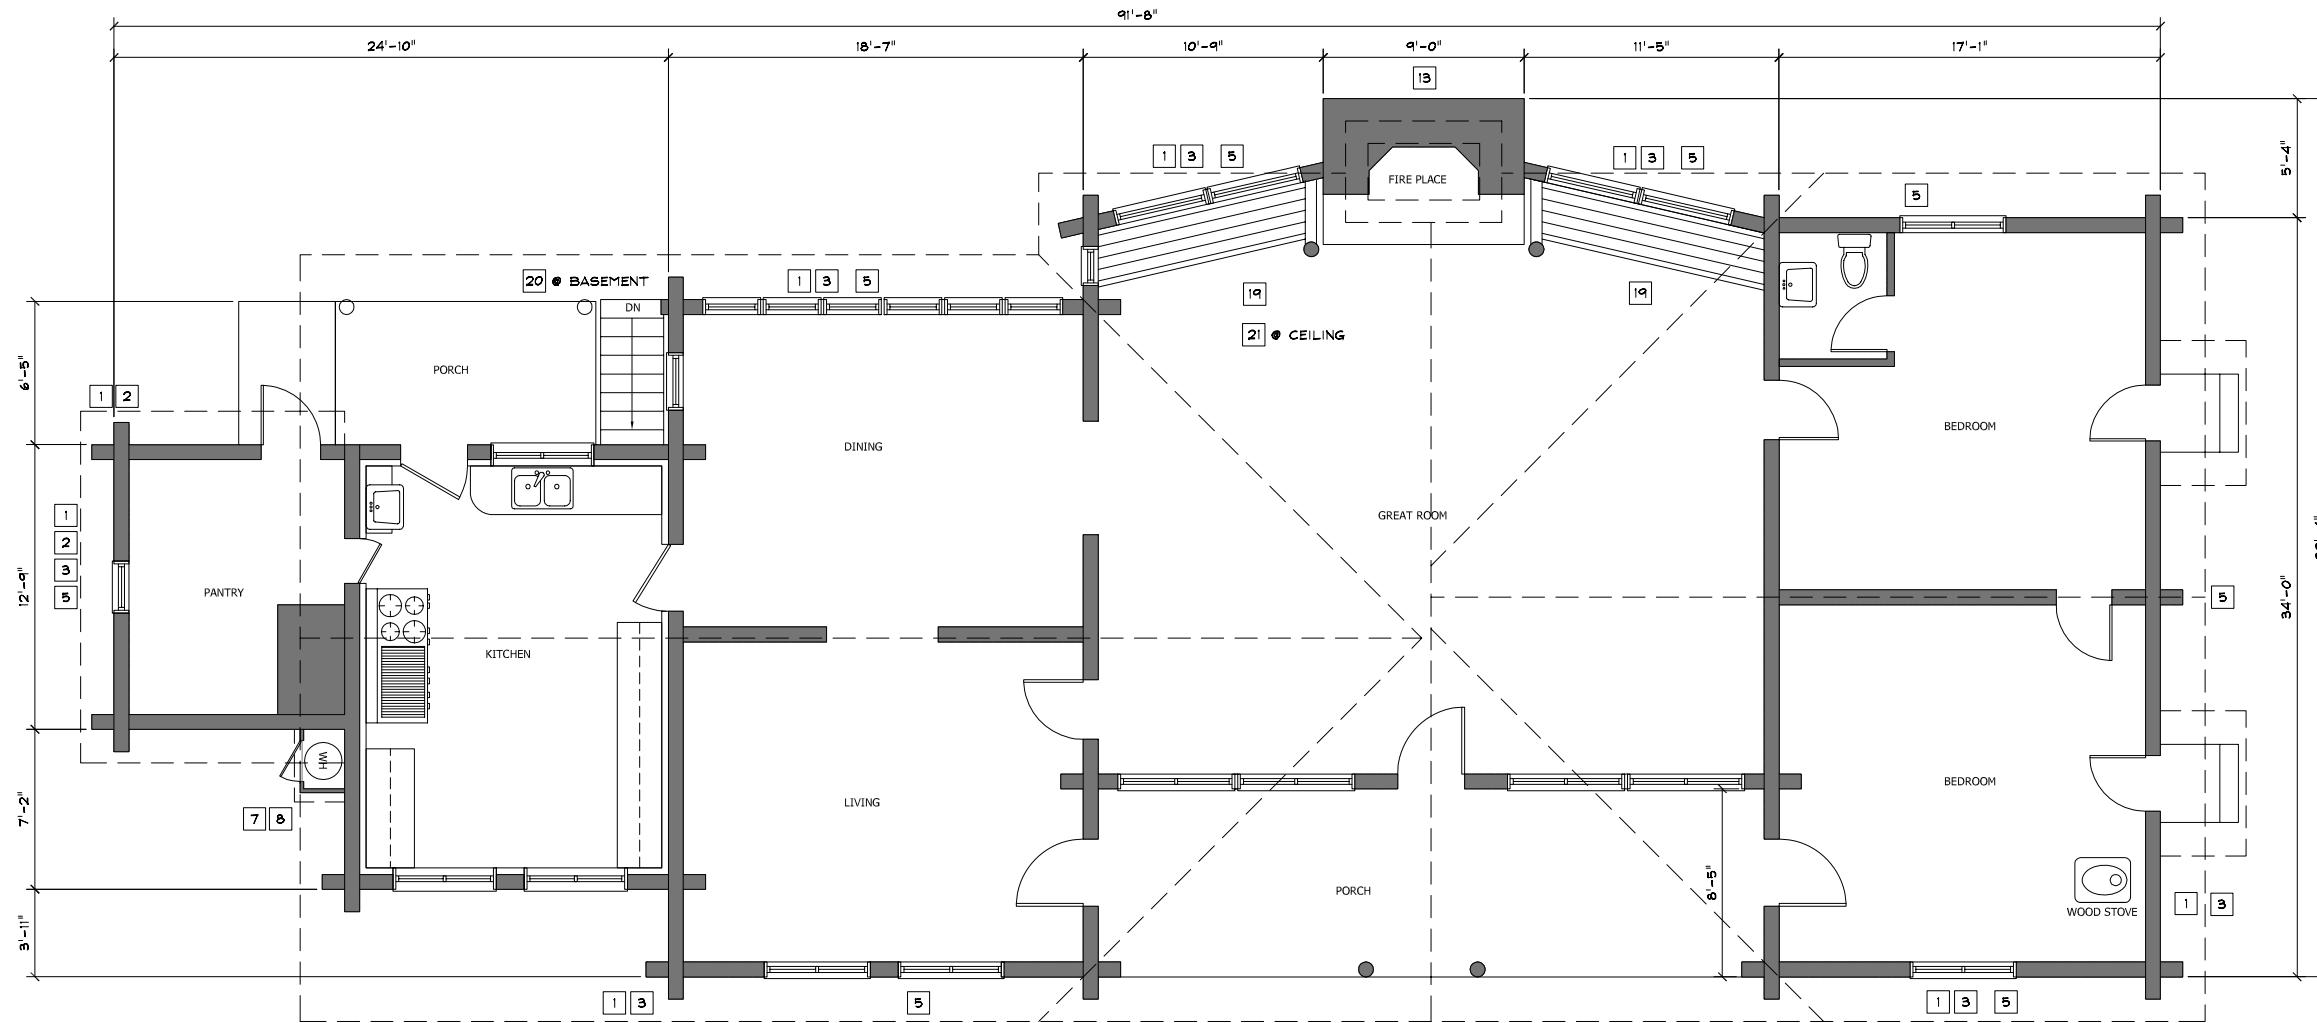 91'-8"
24'-10"
18'-7"
10'-9"
9'-0"
11'-5"
17'-1"
13
1 3 5
1 3 5
5
5'-4"
FIRE PLACE
20 @ BASEMENT
1 3 5
DN
19
19
21 @ CEILING
6'-5"
PORCH
1 2
DINING
BEDROOM
GREAT ROOM
1
2
3
5
12'-9"
PANTRY
KITCHEN
5
34'-0"
WH
7 8
7'-2"
LIVING
BEDROOM
PORCH
8'-5"
WOOD STOVE
1 3
3'-11"
1 3
5
1 3 5